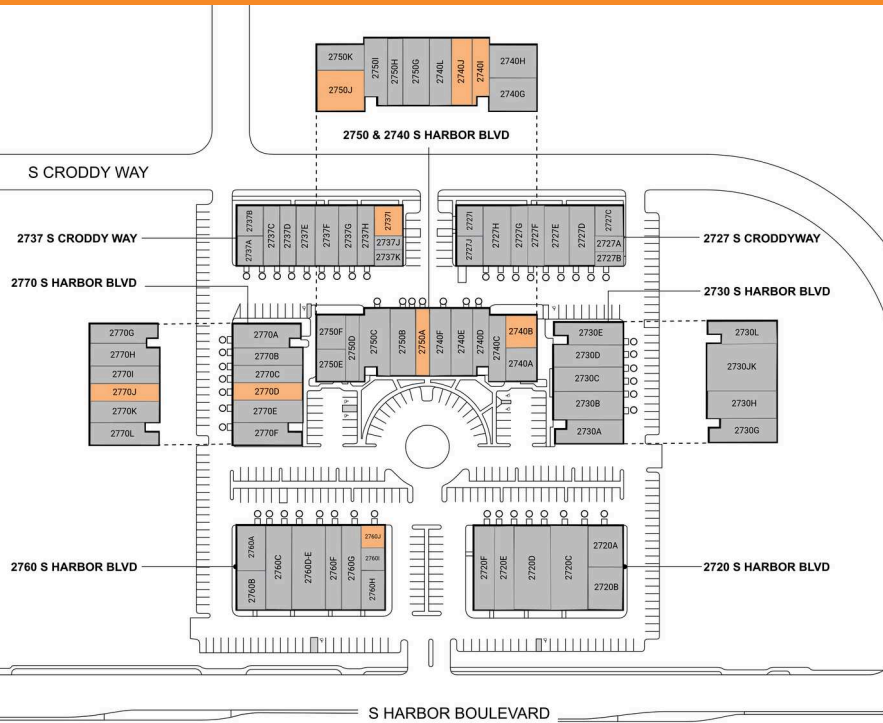 2750K
2750J
2750I
2750H
2750G
2740L
2740J
2740I
2740H
2740G
2750 & 2740 S HARBOR BLVD
S CRODDY WAY
2737 S CRODDY WAY
2737B
2737A
2737C
2737D
2737E
2737F
2737G
2737H
2737I
2737J
2737K
2727I
2727J
2727H
2727G
2727F
2727E
2727D
2727C
2727A
2727B
2727 S CRODDYWAY
2770 S HARBOR BLVD
2730 S HARBOR BLVD
2770G
2770H
2770I
2770J
2770K
2770L
2770A
2770B
2770C
2770D
2770E
2770F
2750F
2750E
2750D
2750C
2750B
2750A
2740F
2740E
2740D
2740C
2740B
2740A
2730E
2730D
2730C
2730B
2730A
2730L
2730JK
2730H
2730G
2760 S HARBOR BLVD
2760A
2760B
2760C
2760D-E
2760F
2760G
2760J
2760I
2760H
2720F
2720E
2720D
2720C
2720A
2720B
2720 S HARBOR BLVD
S HARBOR BOULEVARD